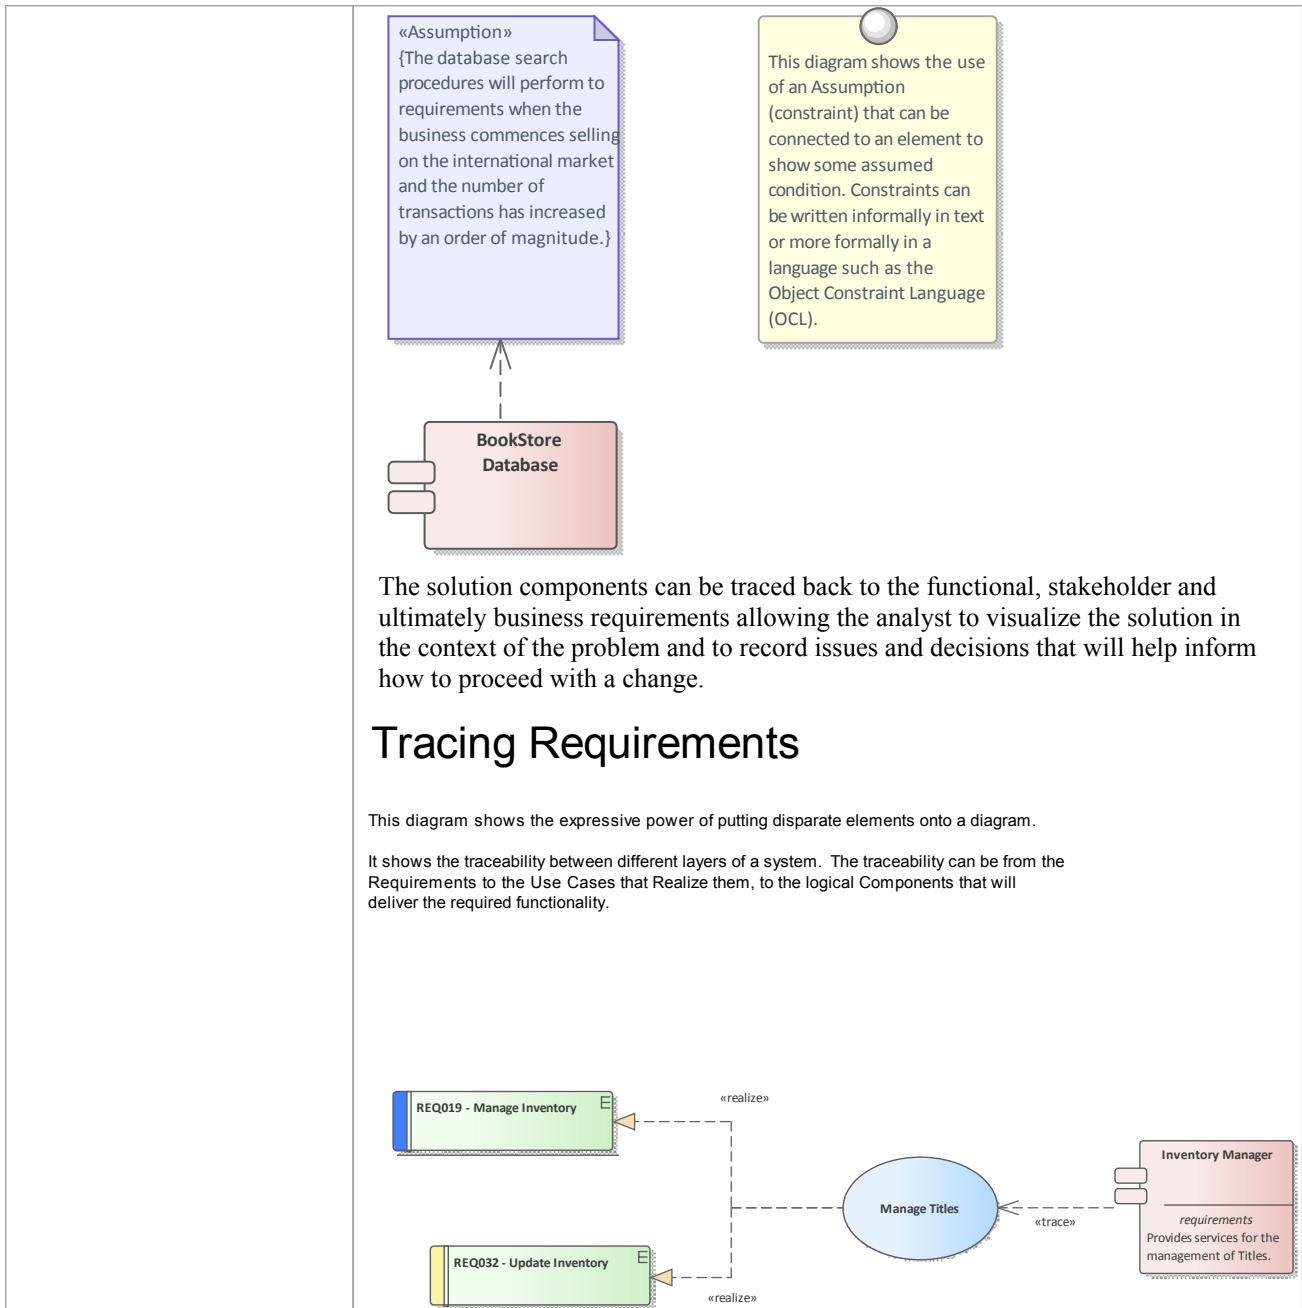 «Assumption»
{The database search
procedures will perform to
requirements when the
business commences selling
on the international market
and the number of
transactions has increased
by an order of magnitude.}
This diagram shows the use
of an Assumption
(constraint) that can be
connected to an element to
show some assumed
condition. Constraints can
be written informally in text
or more formally in a
language such as the
Object Constraint Language
(OCL).
BookStore
Database
The solution components can be traced back to the functional, stakeholder and
ultimately business requirements allowing the analyst to visualize the solution in
the context of the problem and to record issues and decisions that will help inform
how to proceed with a change.
Tracing Requirements
This diagram shows the expressive power of putting disparate elements onto a diagram.
It shows the traceability between different layers of a system. The traceability can be from the
Requirements to the Use Cases that Realize them, to the logical Components that will
deliver the required functionality.
REQ019 - Manage Inventory
E
«realize»
Inventory Manager
requirements
Provides services for the
management of Titles.
Manage Titles
«trace»
REQ032 - Update Inventory
E
«realize»